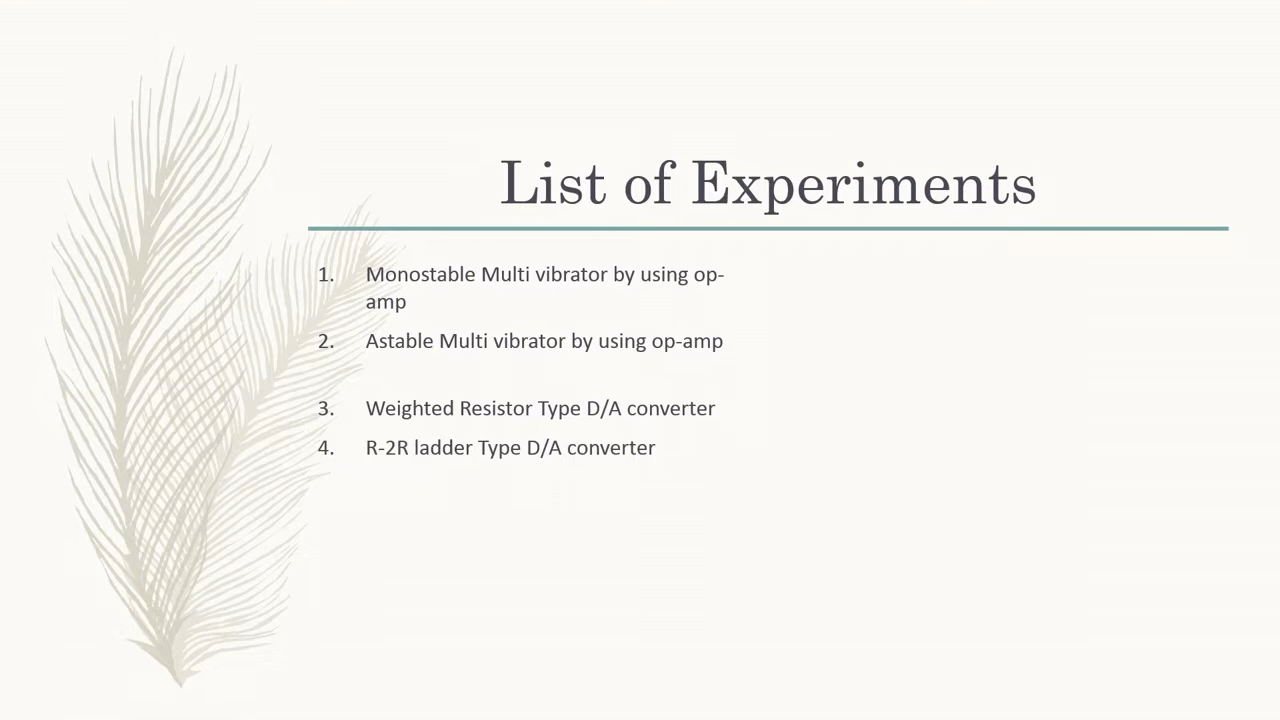 List of Experiments
1. Monostable Multi vibrator by using op-
amp
2. Astable Multi vibrator by using op-amp
3. Weighted Resistor Type D/A converter
4. R-2R ladder Type D/A converter